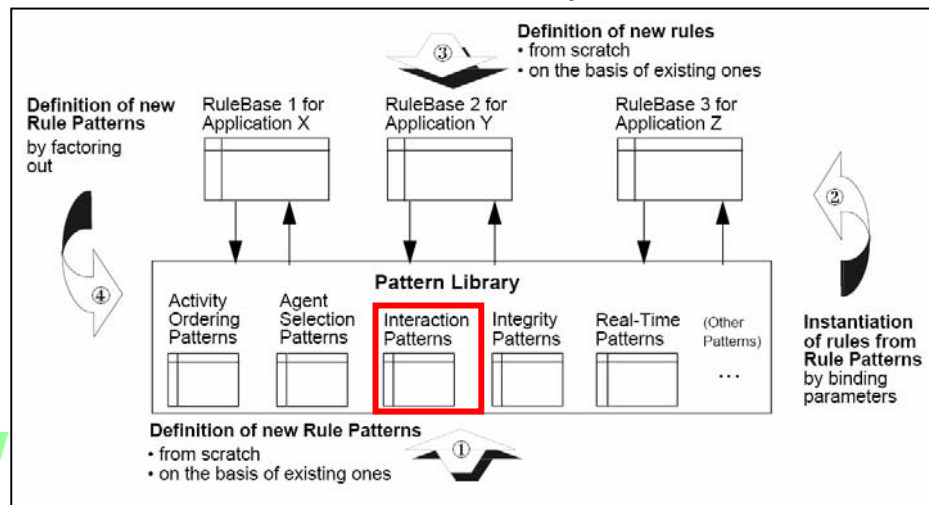 Definition of new rules
③
• from scratch
• on the basis of existing ones
Definition of new
Rule Patterns
by factoring
out
RuleBase 1 for
Application X
RuleBase 2 for
Application Y
RuleBase 3 for
Application Z
②
④
Pattern Library
Activity
Ordering
Patterns
Agent
Selection
Patterns
Interaction
Patterns
Integrity
Patterns
Real-Time
Patterns
(Other
Patterns)
...
Instantiation
of rules from
Rule Patterns
by binding
parameters
Definition of new Rule Patterns
• from scratch
• on the basis of existing ones
①